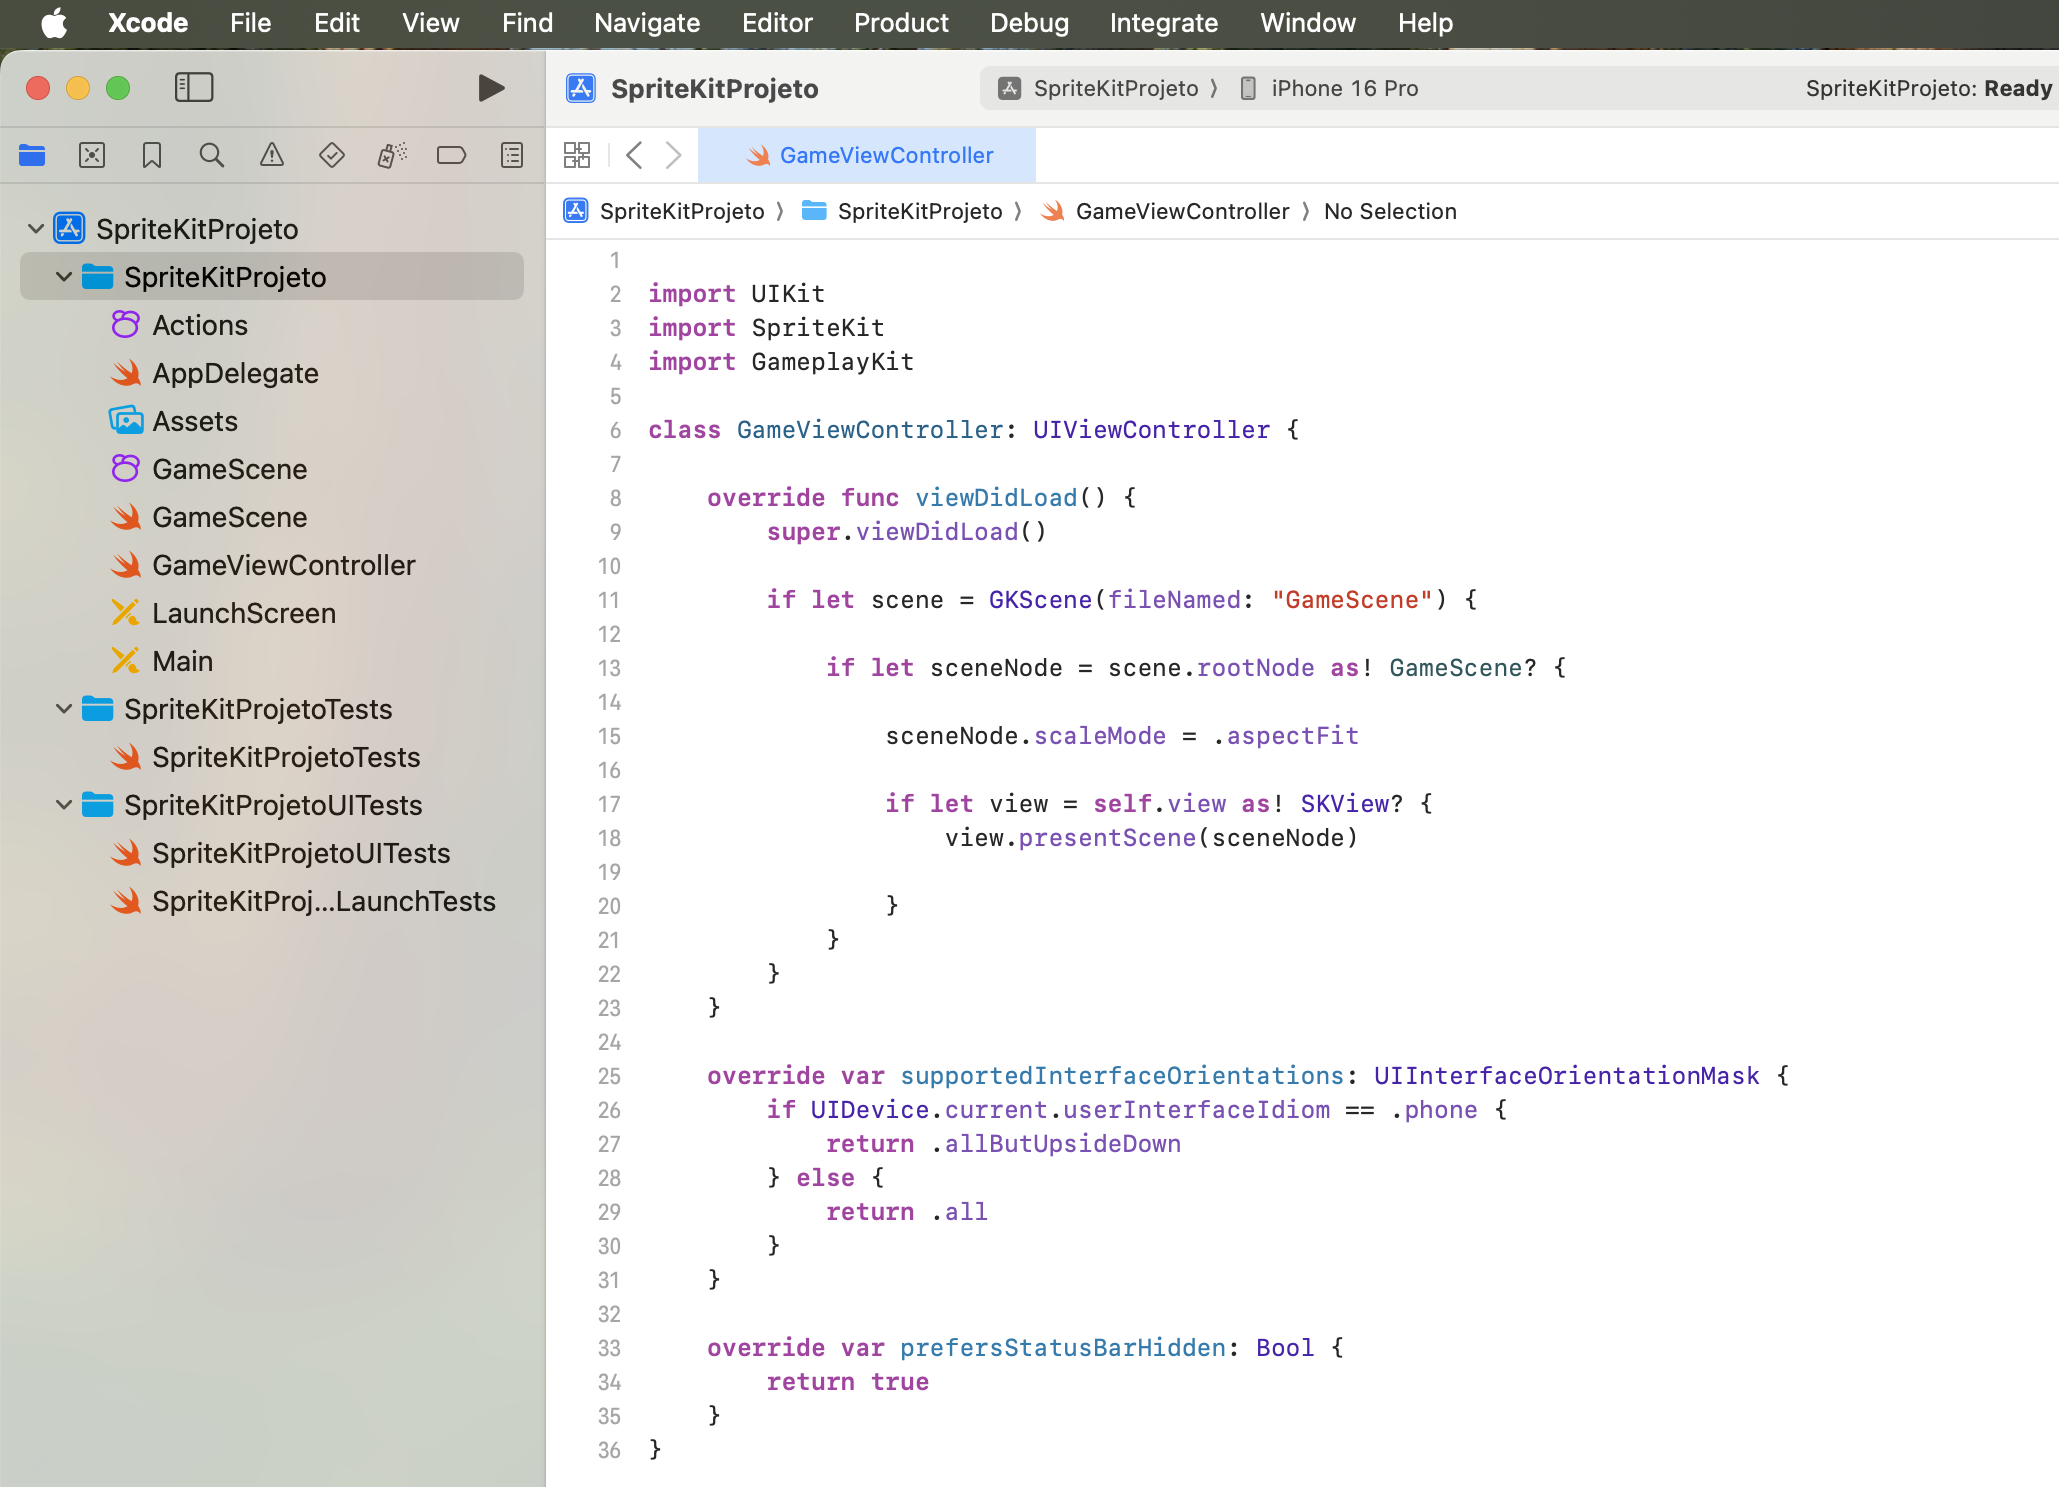 Xcode File Edit View Find Navigate Editor Product Debug Integrate Window Help
SpriteKitProjeto
SpriteKitProjeto 〉 iPhone 16 Pro
SpriteKitProjeto: Ready
GameViewController
SpriteKitProjeto 〉 SpriteKitProjeto 〉 GameViewController 〉 No Selection
SpriteKitProjeto
SpriteKitProjeto
Actions
AppDelegate
Assets
GameScene
GameScene
GameViewController
LaunchScreen
Main
SpriteKitProjetoTests
SpriteKitProjetoTests
SpriteKitProjetoUITests
SpriteKitProjetoUITests
SpriteKitProj...LaunchTests
1
2 import UIKit
3 import SpriteKit
4 import GameplayKit
5
6 class GameViewController: UIViewController {
7
8     override func viewDidLoad() {
9         super.viewDidLoad()
10
11         if let scene = GKScene(fileNamed: "GameScene") {
12
13             if let sceneNode = scene.rootNode as! GameScene? {
14
15                 sceneNode.scaleMode = .aspectFit
16
17                 if let view = self.view as! SKView? {
18                     view.presentScene(sceneNode)
19
20                 }
21             }
22         }
23     }
24
25     override var supportedInterfaceOrientations: UIInterfaceOrientationMask {
26         if UIDevice.current.userInterfaceIdiom == .phone {
27             return .allButUpsideDown
28         } else {
29             return .all
30         }
31     }
32
33     override var prefersStatusBarHidden: Bool {
34         return true
35     }
36 }